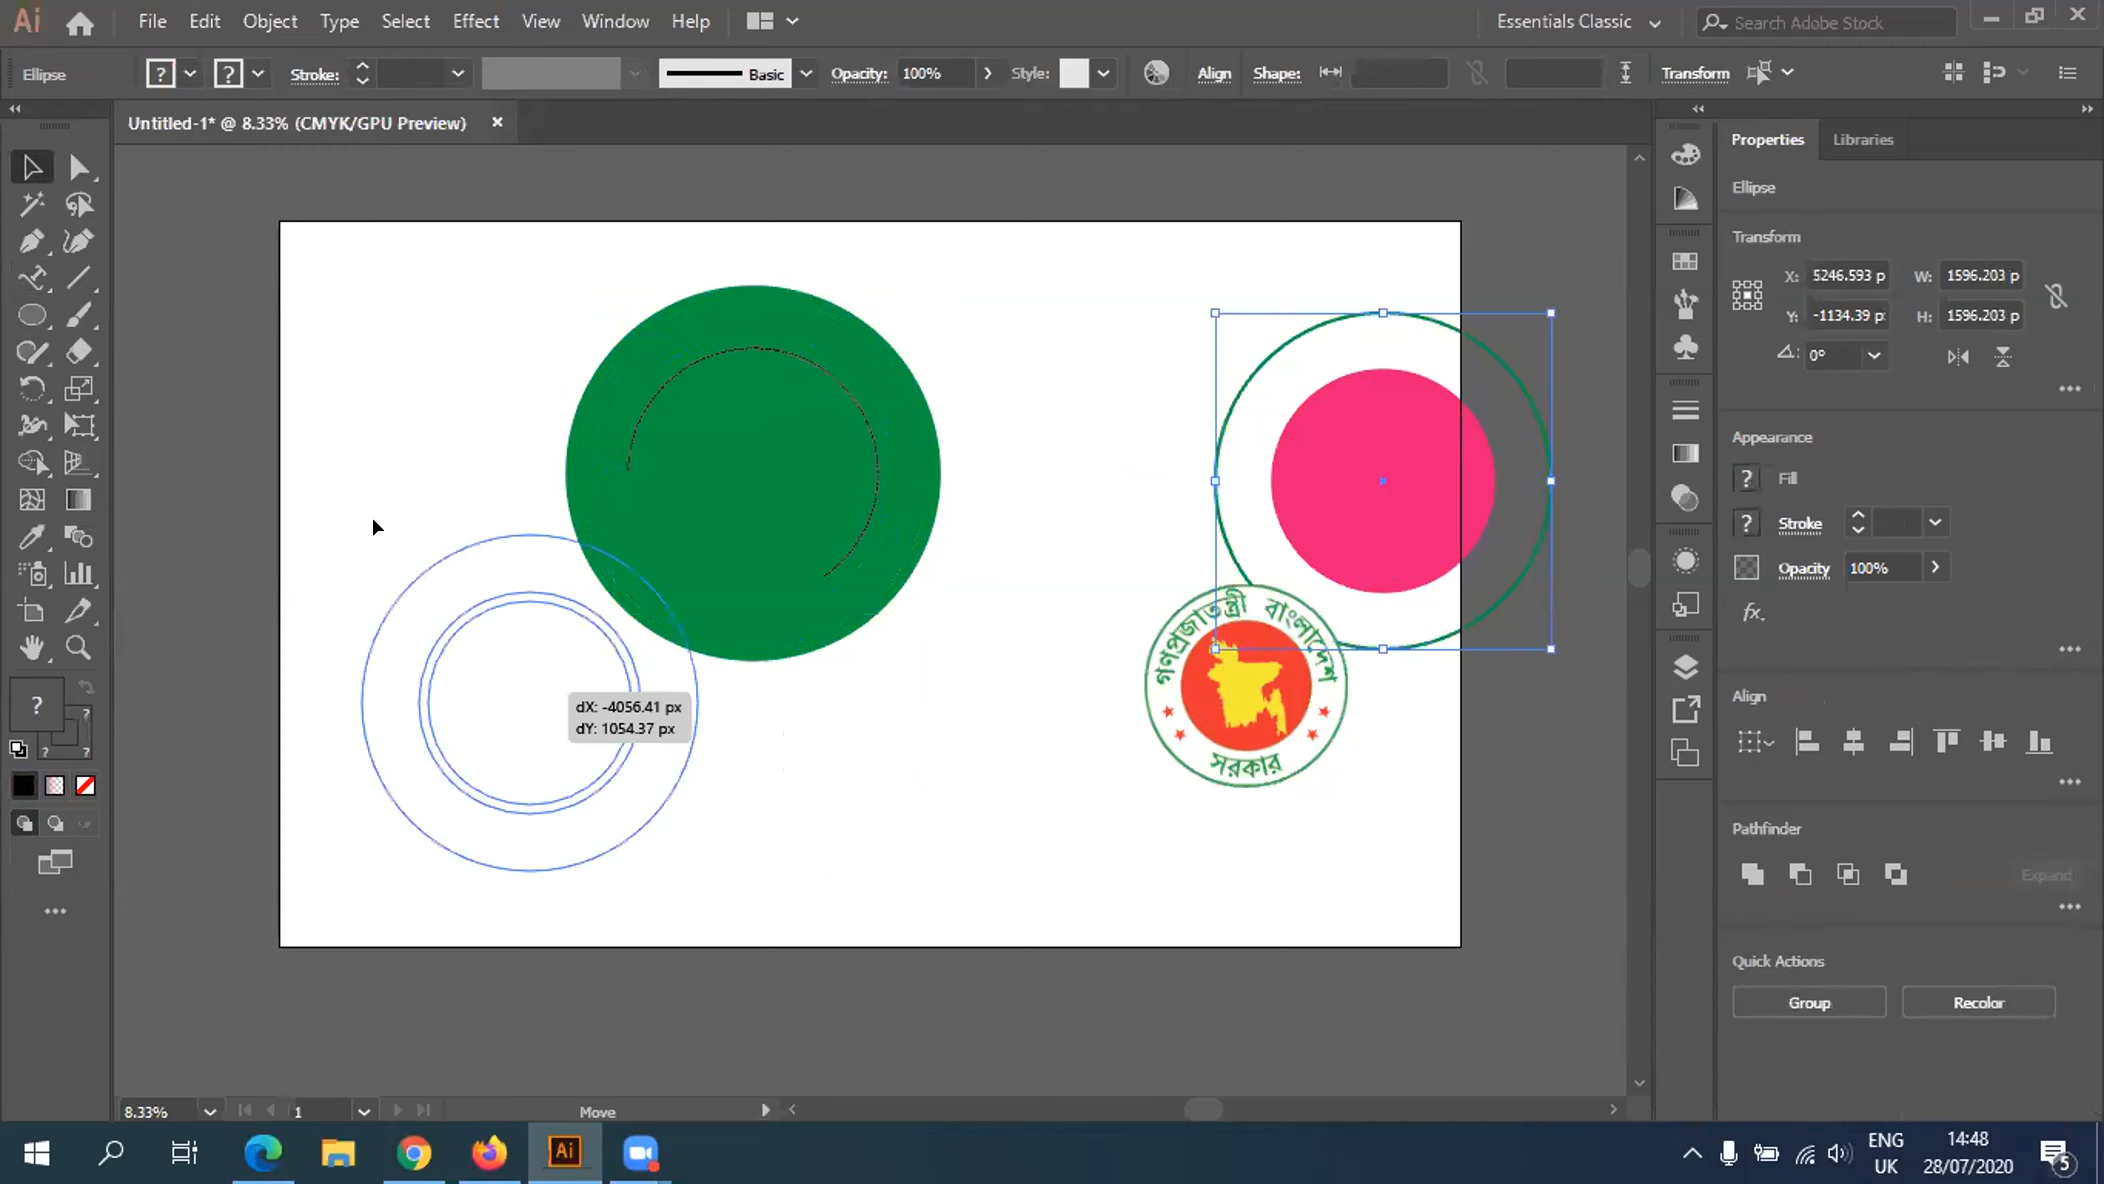 Ai File Edit Object Type Select Effect View Window Help Essentials Classic Search Adobe Stock
Ellipse ? ? Stroke: Basic Opacity: 100% Style: Align Shape: Transform
Untitled-1* @ 8.33% (CMYK/GPU Preview)
Properties Libraries
Ellipse
Transform
X: 5246.593 p W: 1596.203 p
Y: -1134.39 p H: 1596.203 p
0°
Appearance
? Fill
? Stroke
Opacity 100%
fx.
Align
Pathfinder
Expand
Quick Actions
Group Recolor
গণপ্রজাতন্ত্রী বাংলাদেশ
সরকার
dX: -4056.41 px
dY: 1054.37 px
?
?
?
8.33% 1 Move
Ai ENG 14:48
UK 28/07/2020 5